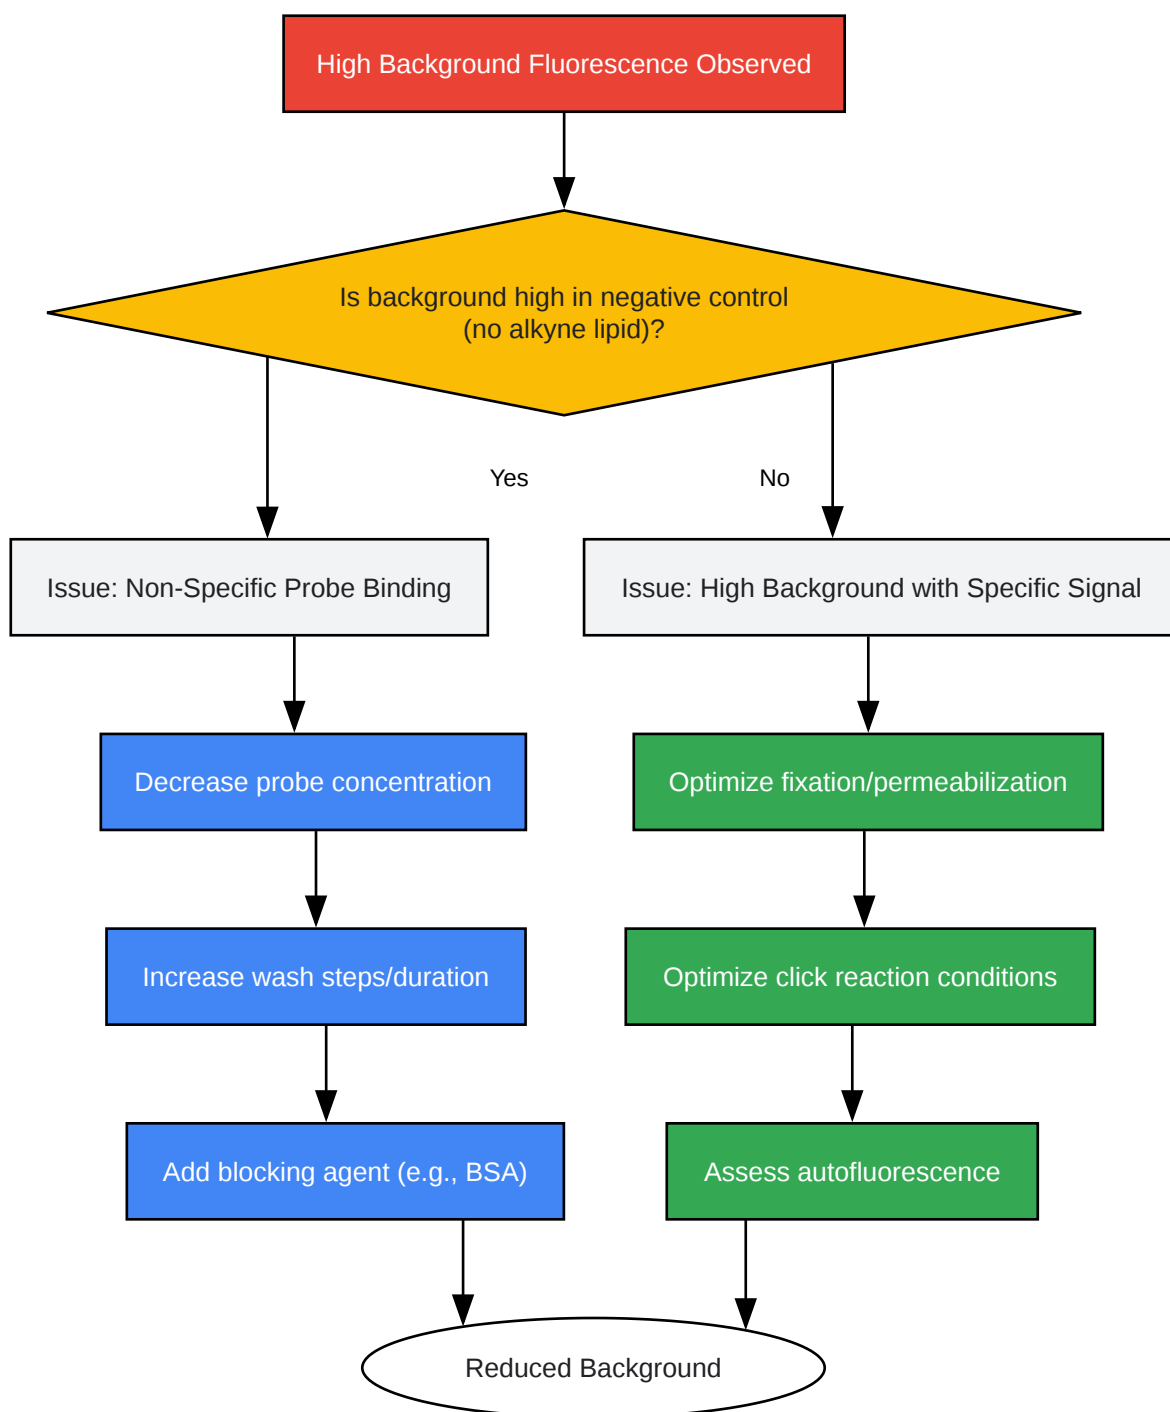 High Background Fluorescence Observed
Is background high in negative control
(no alkyne lipid)?
Yes
No
Issue: Non-Specific Probe Binding
Issue: High Background with Specific Signal
Decrease probe concentration
Optimize fixation/permeabilization
Increase wash steps/duration
Optimize click reaction conditions
Add blocking agent (e.g., BSA)
Assess autofluorescence
Reduced Background